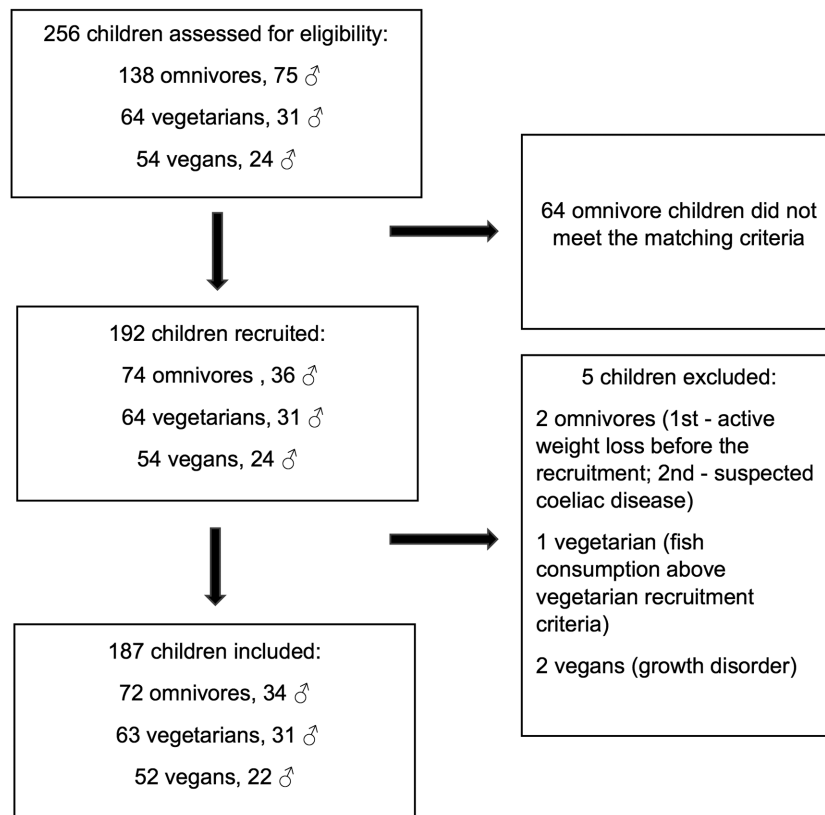 256 children assessed for eligibility:
138 omnivores, 75 ♂
64 vegetarians, 31 ♂
54 vegans, 24 ♂
64 omnivore children did not
meet the matching criteria
192 children recruited:
74 omnivores , 36 ♂
64 vegetarians, 31 ♂
54 vegans, 24 ♂
5 children excluded:
2 omnivores (1st - active
weight loss before the
recruitment; 2nd - suspected
coeliac disease)
1 vegetarian (fish
consumption above
vegetarian recruitment
criteria)
2 vegans (growth disorder)
187 children included:
72 omnivores, 34 ♂
63 vegetarians, 31 ♂
52 vegans, 22 ♂